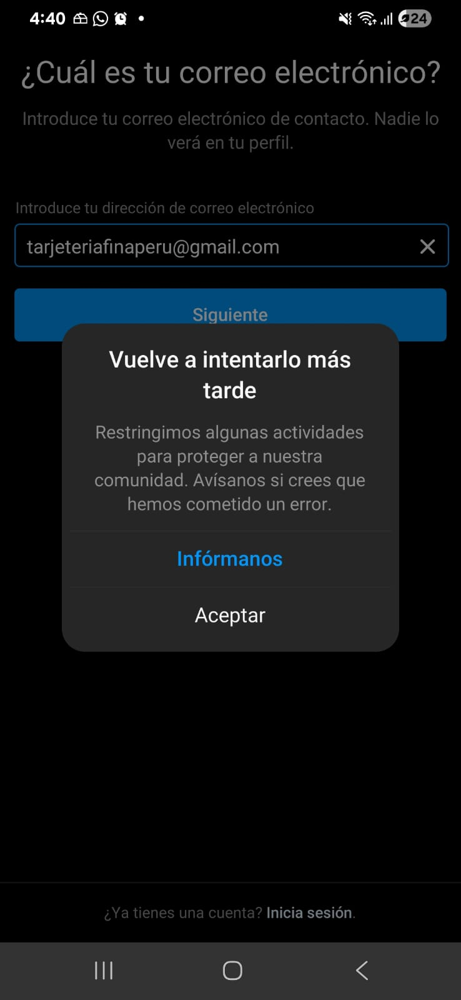 4:40
24
¿Cuál es tu correo electrónico?
Introduce tu correo electrónico de contacto. Nadie lo
verá en tu perfil.
Introduce tu dirección de correo electrónico
tarjeteriafinaperu@gmail.com
Siguiente
Vuelve a intentarlo más
tarde
Restringimos algunas actividades
para proteger a nuestra
comunidad. Avísanos si crees que
hemos cometido un error.
Infórmanos
Aceptar
¿Ya tienes una cuenta? Inicia sesión.